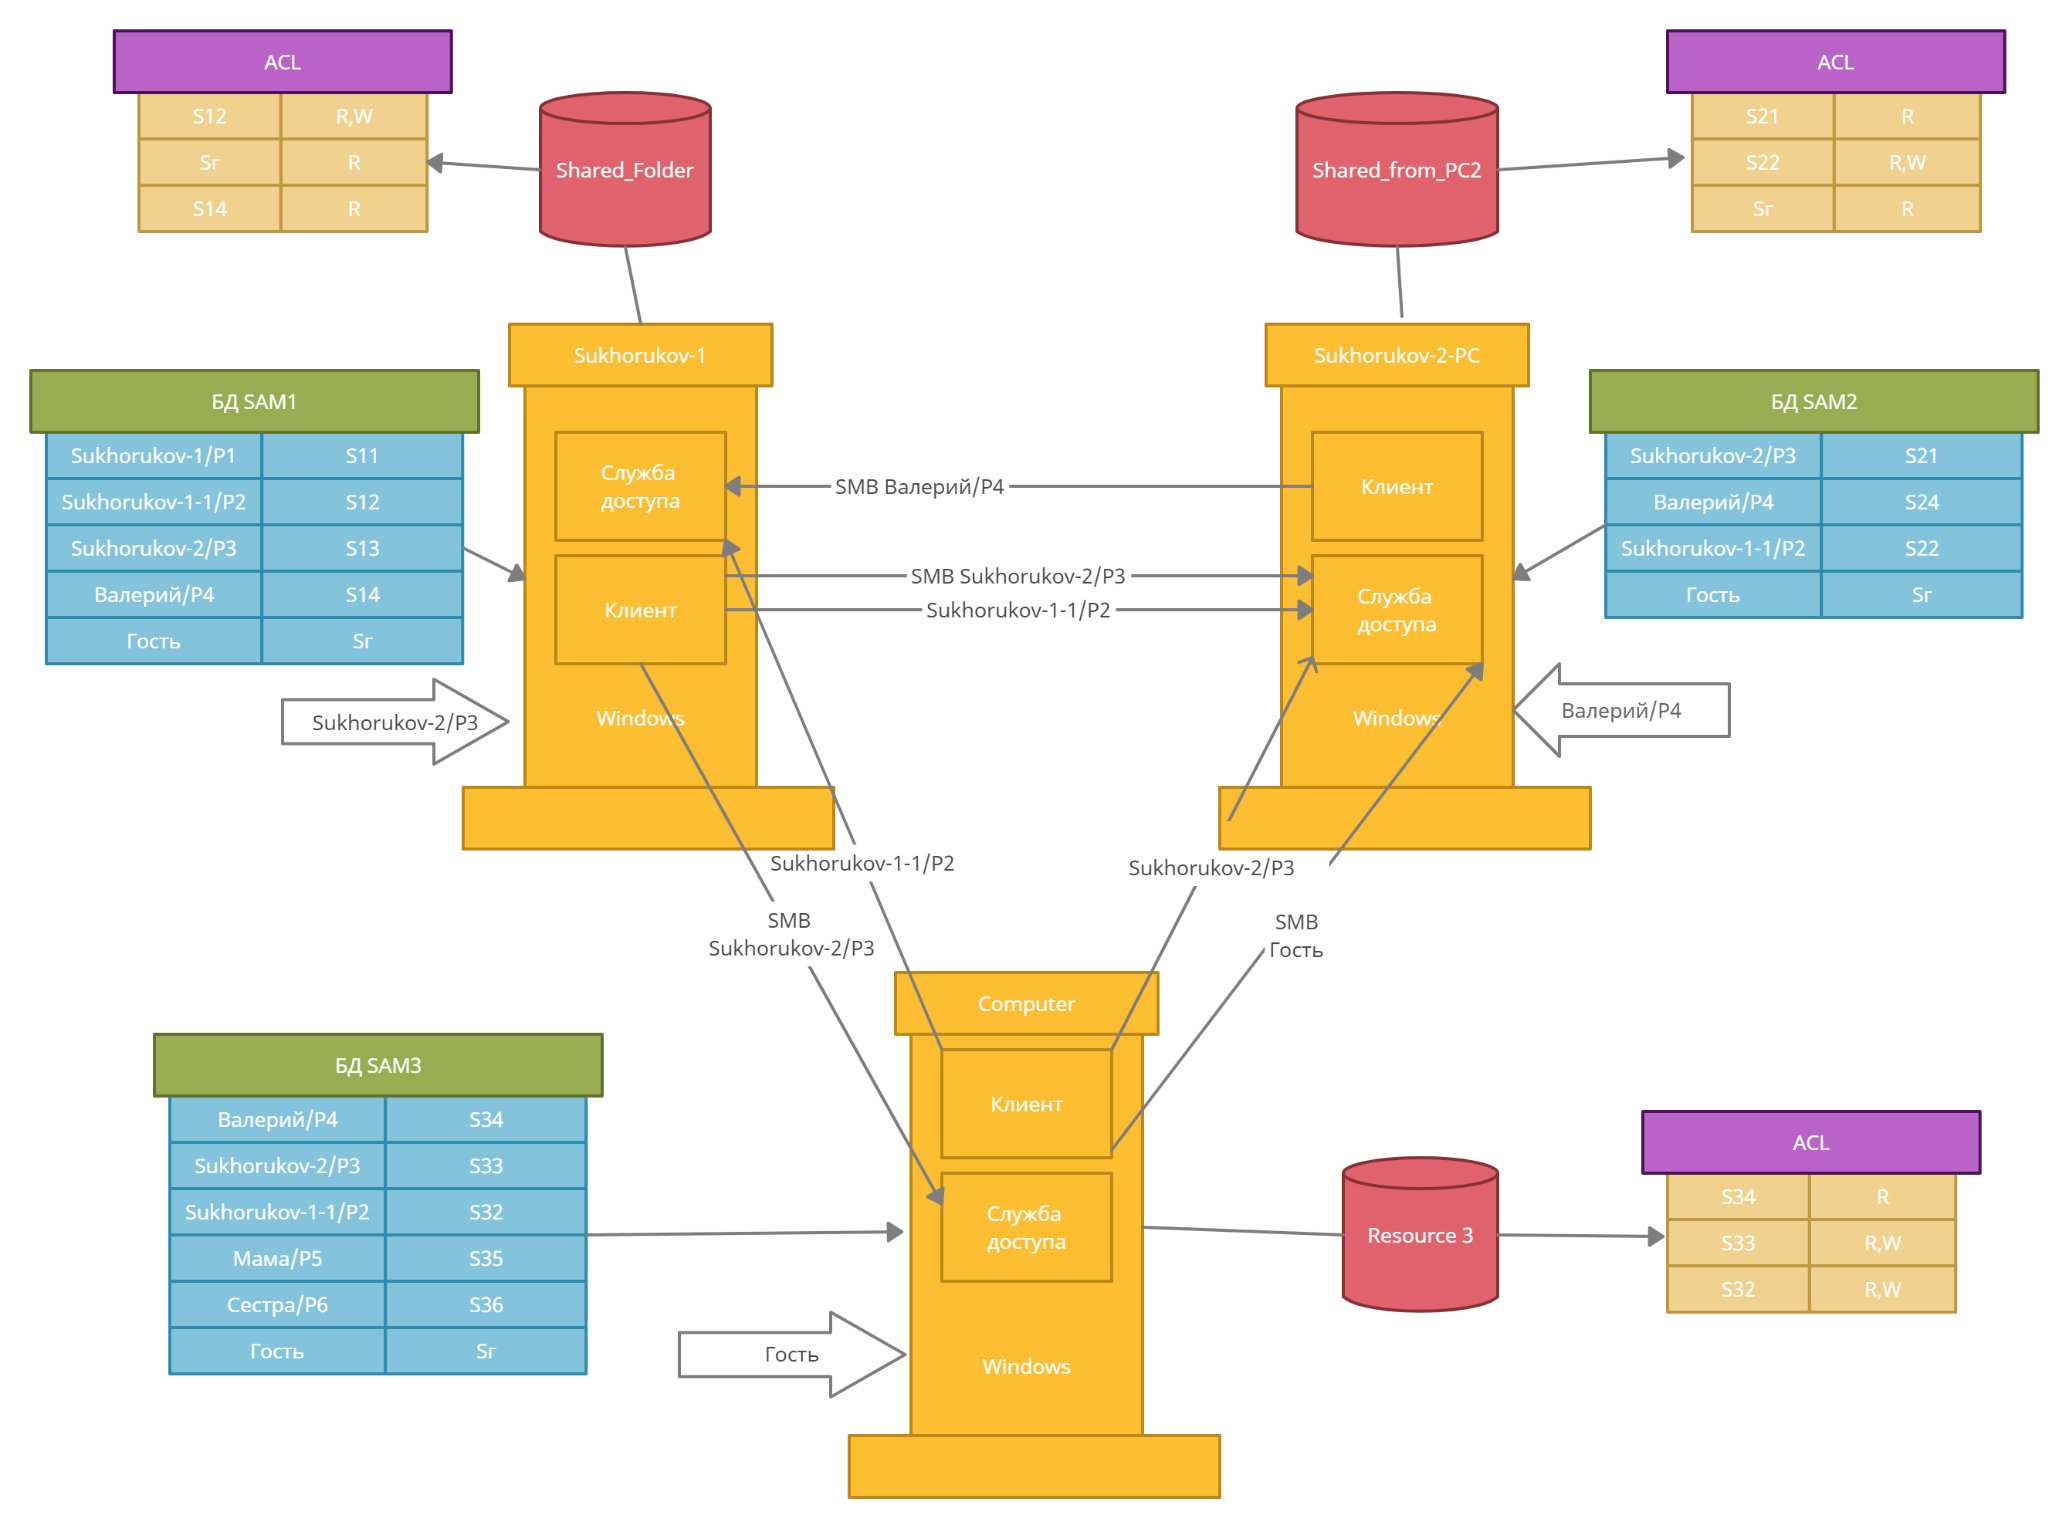 ACL
S12 R,W
Sг R
S14 R
Shared_Folder
Shared_from_PC2
ACL
S21 R
S22 R,W
Sг R
Sukhorukov-1
Sukhorukov-2-PC
БД SAM1
Sukhorukov-1/P1 S11
Sukhorukov-1-1/P2 S12
Sukhorukov-2/P3 S13
Валерий/P4 S14
Гость Sг
БД SAM2
Sukhorukov-2/P3 S21
Валерий/P4 S24
Sukhorukov-1-1/P2 S22
Гость Sг
Служба
доступа
SMB Валерий/P4
Клиент
Клиент
SMB Sukhorukov-2/P3
Sukhorukov-1-1/P2
Служба
доступа
Sukhorukov-2/P3
Windows
Windows
Валерий/P4
Sukhorukov-1-1/P2
Sukhorukov-2/P3
SMB
Sukhorukov-2/P3
SMB
Гость
Computer
Клиент
Служба
доступа
Windows
БД SAM3
Валерий/P4 S34
Sukhorukov-2/P3 S33
Sukhorukov-1-1/P2 S32
Мама/P5 S35
Сестра/P6 S36
Гость Sг
Гость
Resource 3
ACL
S34 R
S33 R,W
S32 R,W